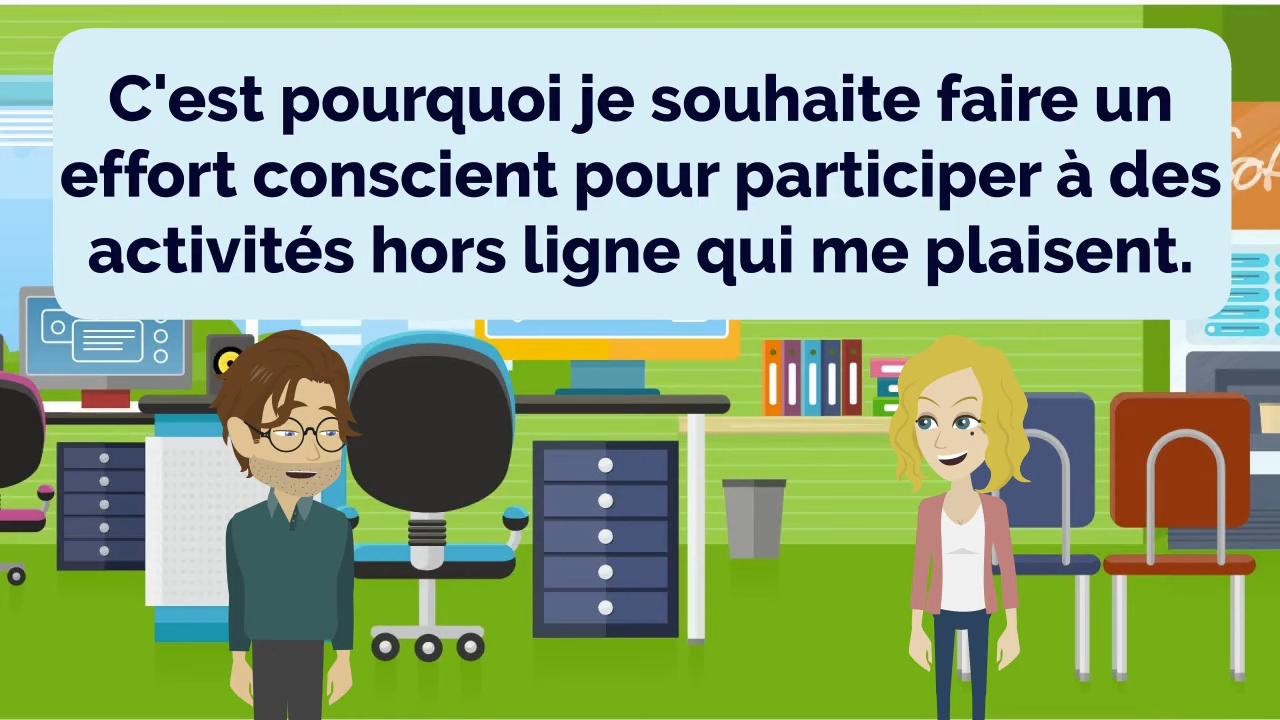 C'est pourquoi je souhaite faire un
effort conscient pour participer à des
activités hors ligne qui me plaisent.